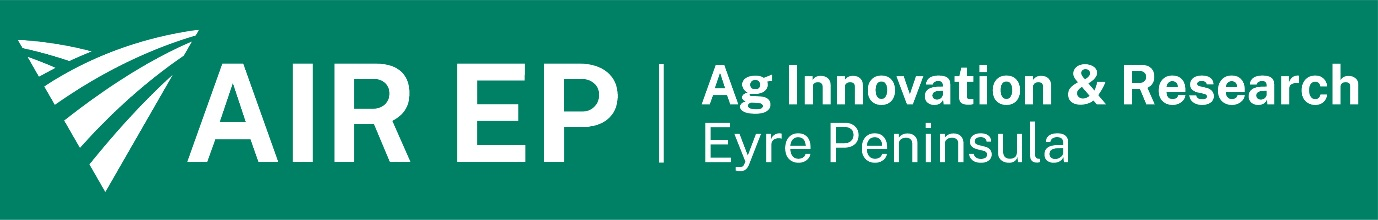 AIR EP
Ag Innovation & Research
Eyre Peninsula